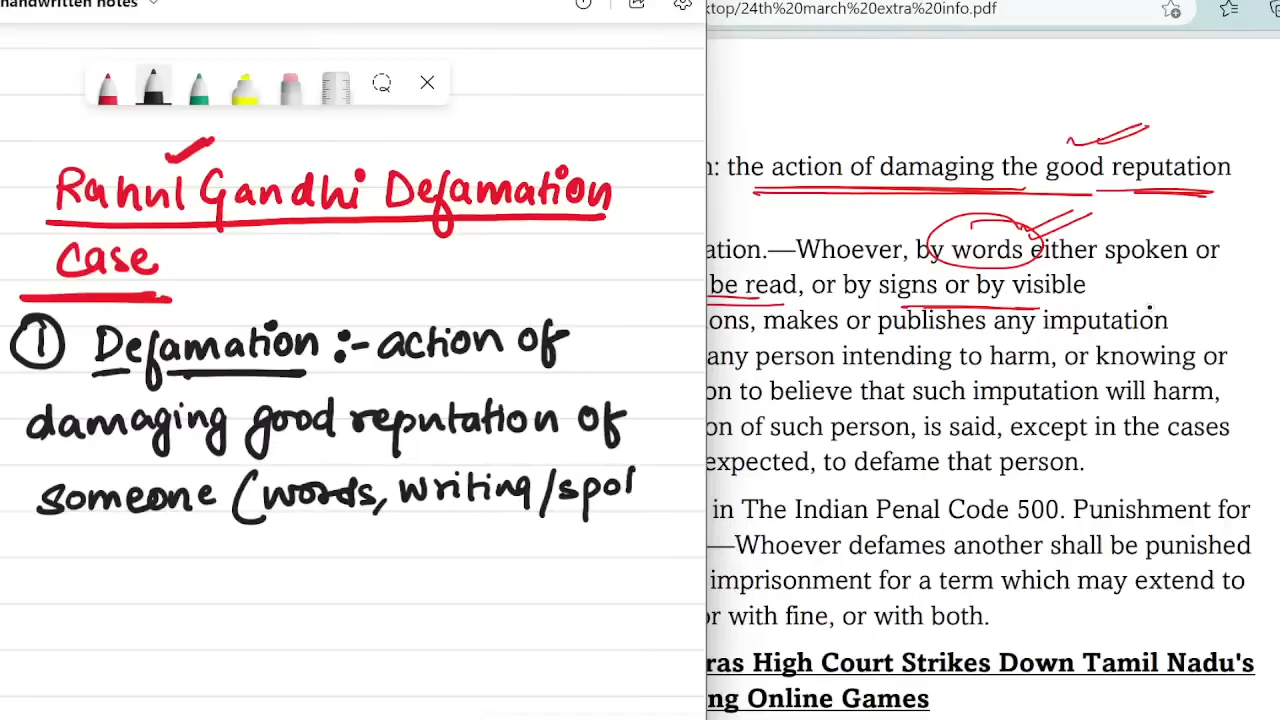 handwritten notes
Rahul Gandhi Defamation
Case
① Defamation :- action of
damaging good reputation of
someone (words, writing/spo
ktop/24th%20march%20extra%20info.pdf
n: the action of damaging the good reputation
ation.—Whoever, by words either spoken or
be read, or by signs or by visible
ons, makes or publishes any imputation
any person intending to harm, or knowing or
on to believe that such imputation will harm,
on of such person, is said, except in the cases
expected, to defame that person.
in The Indian Penal Code 500. Punishment for
—Whoever defames another shall be punished
imprisonment for a term which may extend to
or with fine, or with both.
ras High Court Strikes Down Tamil Nadu's
ng Online Games